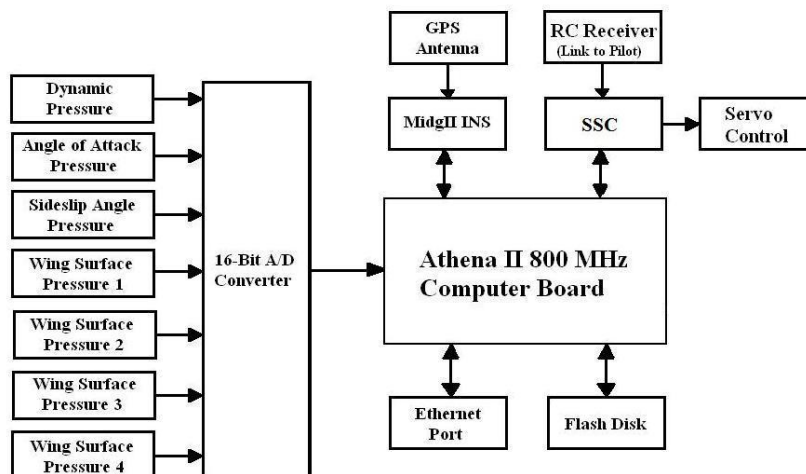 GPS
Antenna
RC Receiver
(Link to Pilot)
Dynamic
Pressure
MidgII INS
SSC
Servo
Control
Angle of Attack
Pressure
Sideslip Angle
Pressure
16-Bit A/D
Converter
Athena II 800 MHz
Computer Board
Wing Surface
Pressure 1
Wing Surface
Pressure 2
Wing Surface
Pressure 3
Ethernet
Port
Flash Disk
Wing Surface
Pressure 4